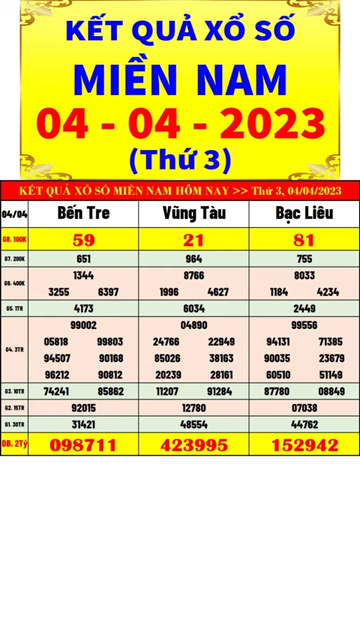 KẾT QUẢ XỔ SỐ
MIỀN NAM
04 - 04 - 2023
(Thứ 3)
KẾT QUẢ XỔ SỐ MIỀN NAM HÔM NAY >> Thứ 3, 04/04/2023
04/04 Bến Tre Vũng Tàu Bạc Liêu
G8. 100K 59 21 81
G7. 200K 651 964 755
1344 8766 8033
G6. 400K
3255 6397 1996 4627 1184 4234
G5. 1TR 4173 6034 2449
99002 04890 99556
05818 99803 24766 22949 94131 71385
G4. 3TR
94507 90168 85026 38163 90035 23679
96212 90812 20239 28161 60510 51149
G3. 10TR 74241 85862 11207 91284 87780 08849
G2. 15TR 92015 12780 07038
G1. 30TR 31421 48554 44762
ĐB. 2Tỷ 098711 423995 152942